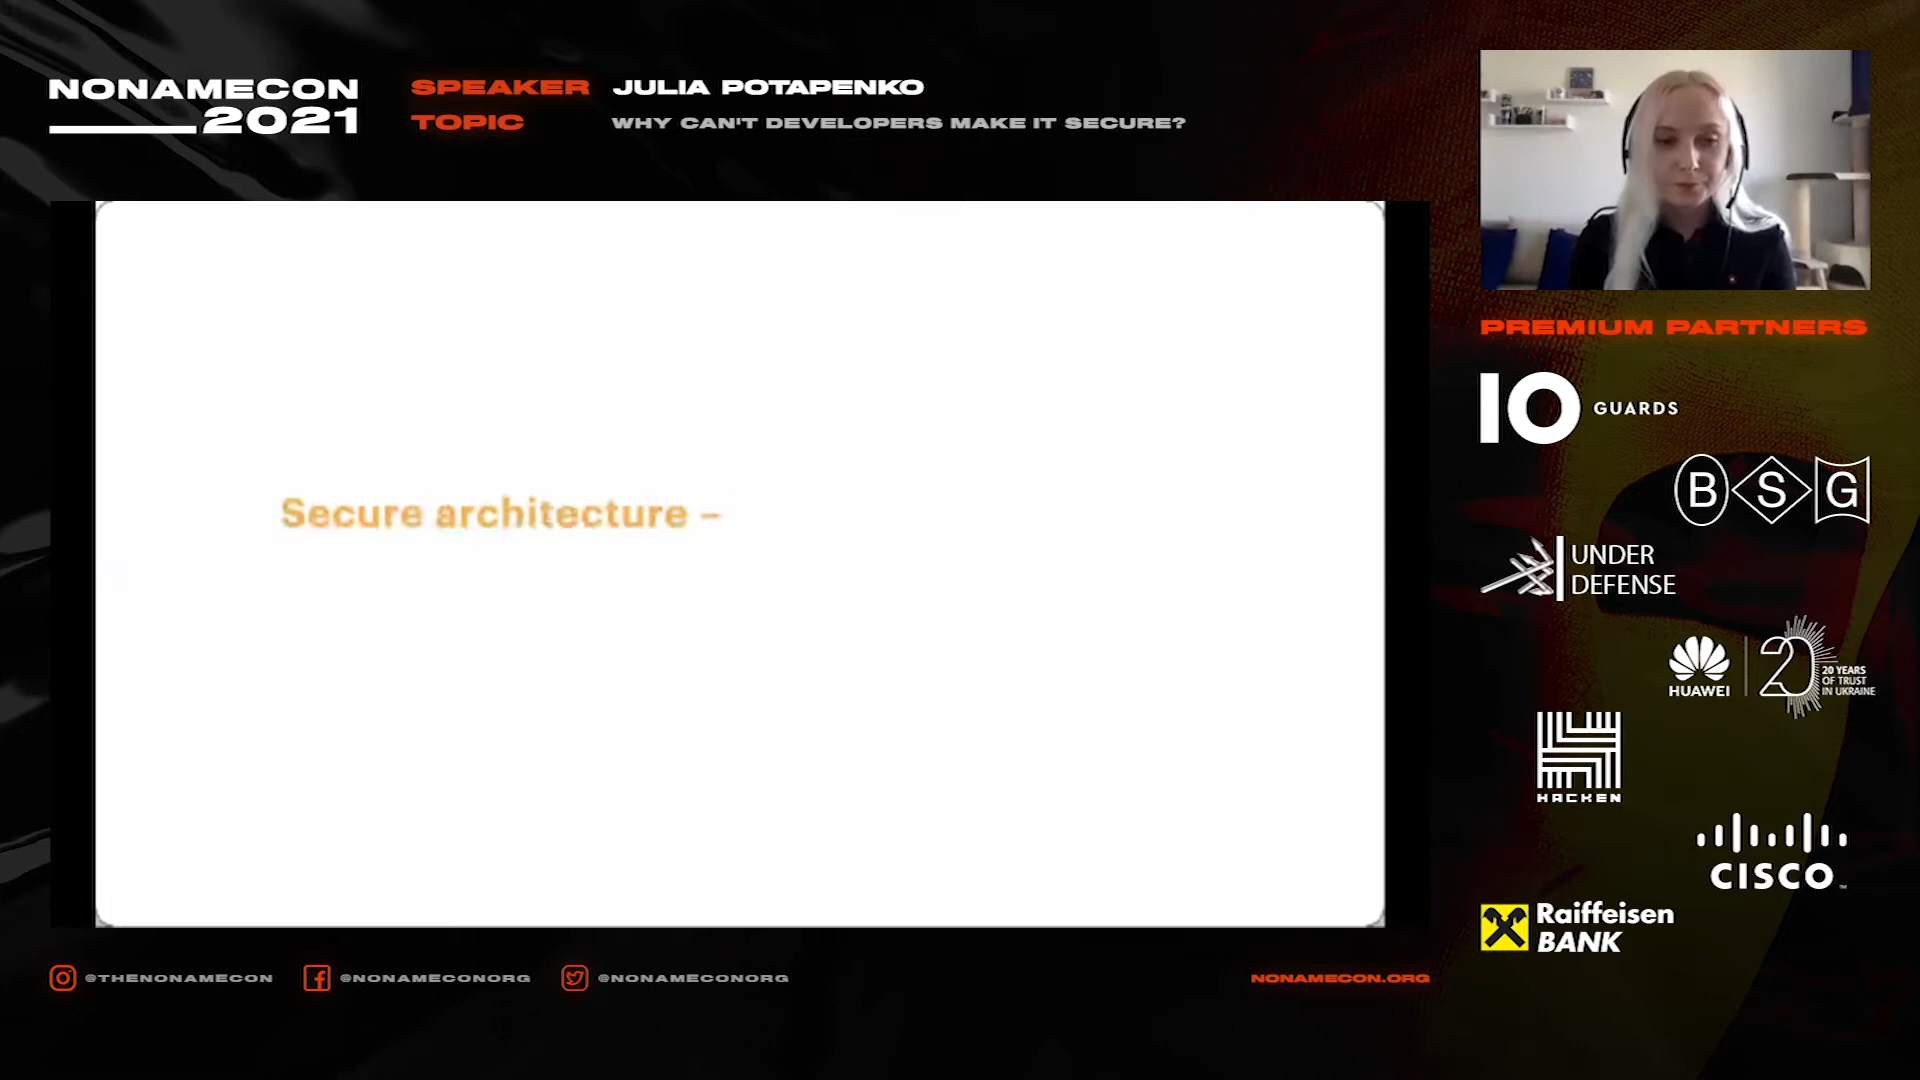 NONAMECON
2021
SPEAKER JULIA POTAPENKO
TOPIC WHY CAN'T DEVELOPERS MAKE IT SECURE?
Secure architecture –
PREMIUM PARTNERS
IO GUARDS
B S G
UNDER
DEFENSE
HUAWEI
20
20 YEARS
OF TRUST
IN UKRAINE
HACKEN
CISCO
Raiffeisen
BANK
@THENONAMECON @NONAMECONORG @NONAMECONORG NONAMECON.ORG